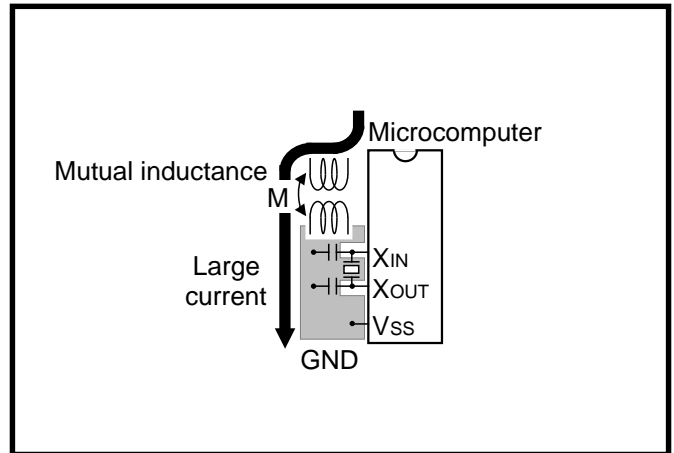 Microcomputer
Mutual inductance
M
Large
current
XIN
XOUT
VSS
GND